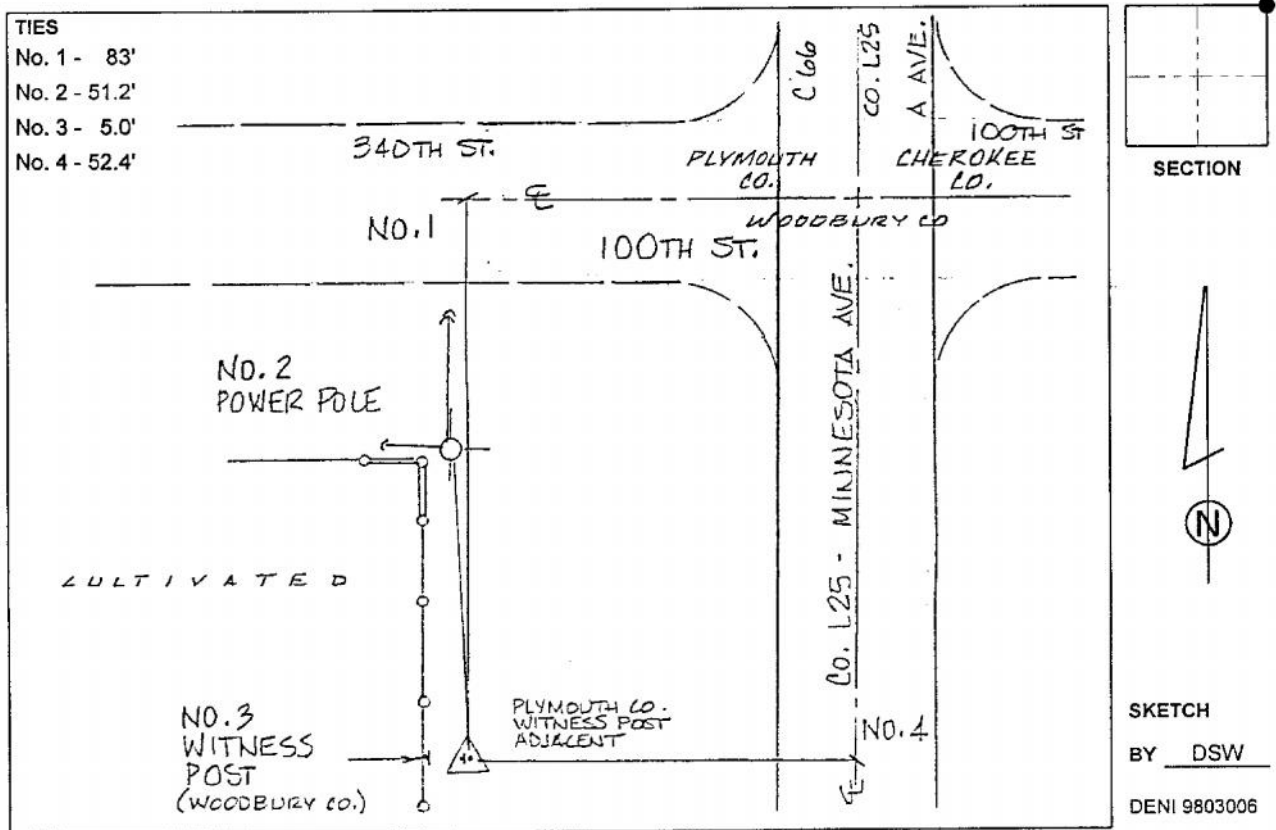 TIES
No. 1 - 83'
No. 2 - 51.2'
No. 3 - 5.0'
No. 4 - 52.4'
340TH ST.
C66
CO. L25
A AVE.
100TH ST
PLYMOUTH
CO.
CHEROKEE
CO.
SECTION
NO.1
℄
WOODBURY CO
100TH ST.
NO. 2
POWER POLE
CO. L25 - MINNESOTA AVE.
N
CULTIVATED
NO.3
WITNESS
POST
(WOODBURY CO.)
PLYMOUTH CO.
WITNESS POST
ADJACENT
NO.4
℄
SKETCH
BY DSW
DENI 9803006